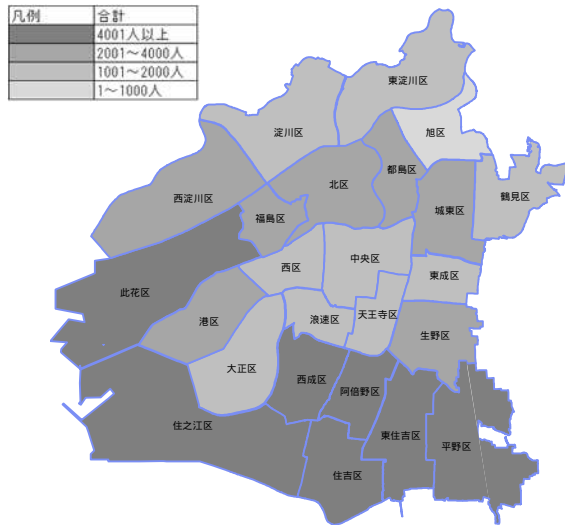 凡例 合計
4001人以上
2001～4000人
1001～2000人
1～1000人
東淀川区
淀川区
旭区
都島区
北区
西淀川区
鶴見区
城東区
福島区
中央区
西区
東成区
此花区
天王寺区
浪速区
港区
生野区
大正区
西成区
阿倍野区
住之江区
東住吉区
平野区
住吉区